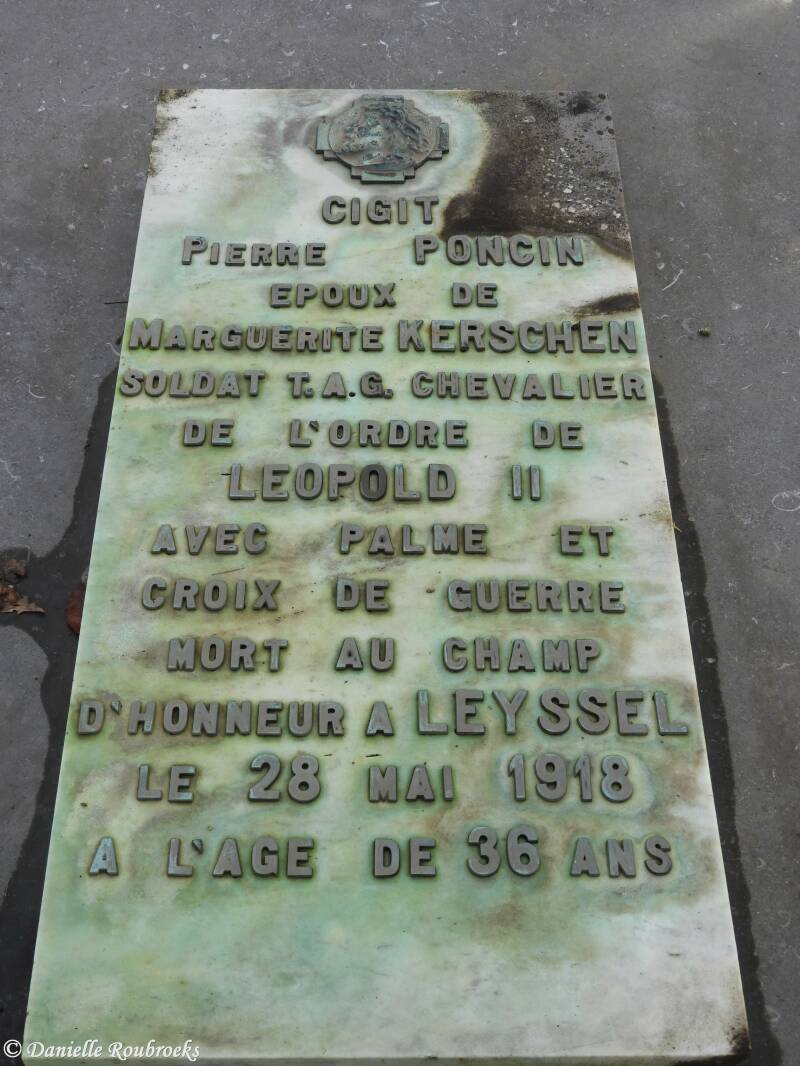 CIGIT
PIERRE PONCIN
EPOUX DE
MARGUERITE KERSCHEN
SOLDAT T.A.G. CHEVALIER
DE L'ORDRE DE
LEOPOLD II
AVEC PALME ET
CROIX DE GUERRE
MORT AU CHAMP
D'HONNEUR A LEYSSEL
LE 28 MAI 1918
A L'AGE DE 36 ANS
© Danielle Roubroeks